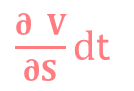 ∂ V
∂S dt